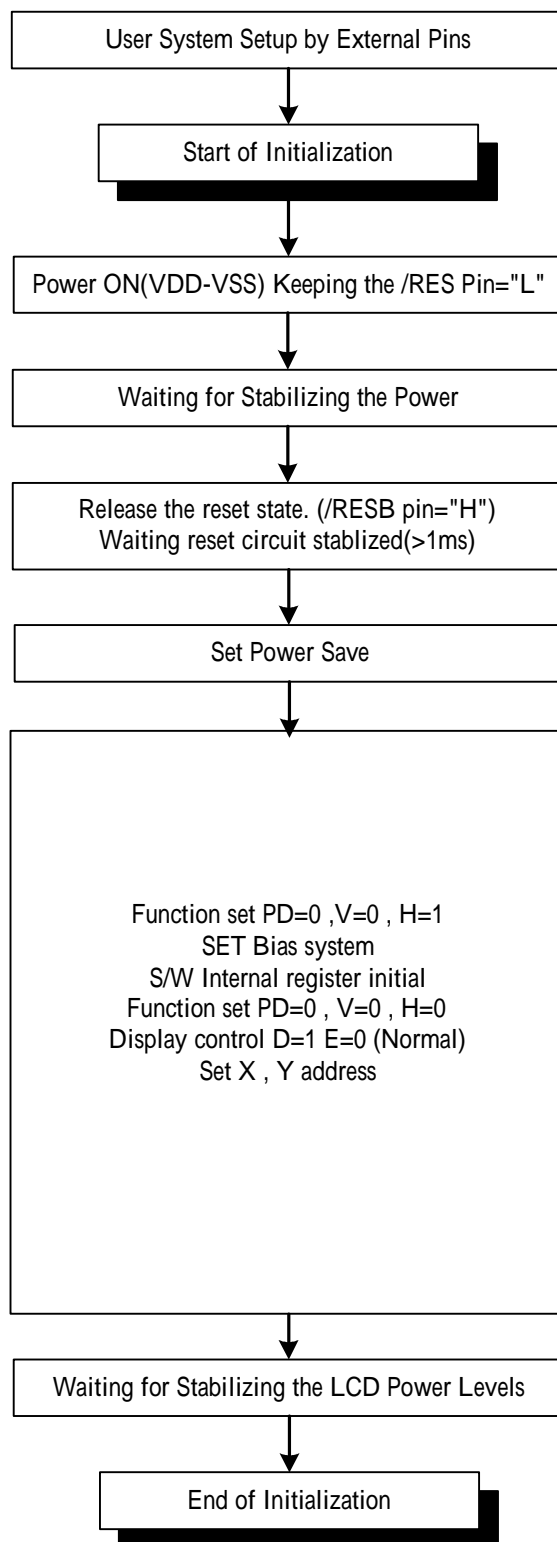 User System Setup by External Pins
Start of Initialization
Power ON(VDD-VSS) Keeping the /RES Pin="L"
Waiting for Stabilizing the Power
Release the reset state. (/RESB pin="H")
Waiting reset circuit stablized(>1ms)
Set Power Save
Function set PD=0 ,V=0 , H=1
SET Bias system
S/W Internal register initial
Function set PD=0 , V=0 , H=0
Display control D=1 E=0 (Normal)
Set X , Y address
Waiting for Stabilizing the LCD Power Levels
End of Initialization